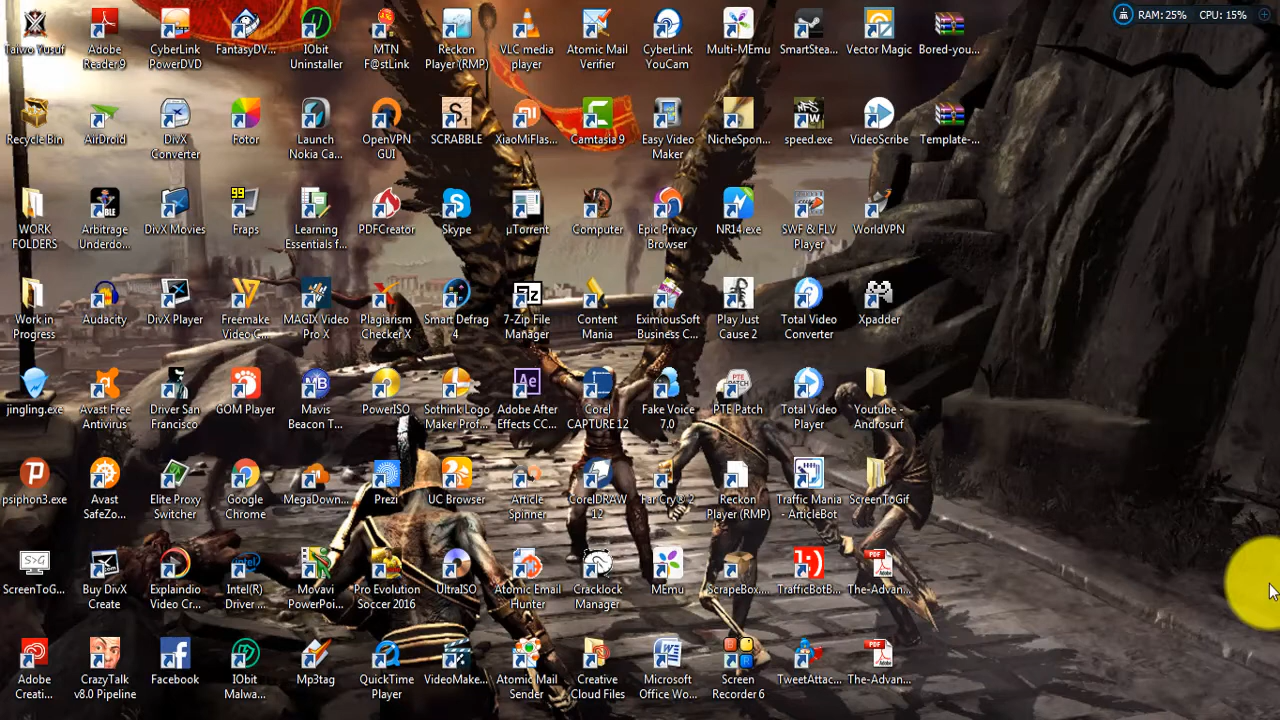 RAM: 25% CPU: 15%
Taiwo Yusuf
Adobe
Reader 9
CyberLink
PowerDVD
FantasyDV...
IObit
Uninstaller
MTN
F@stLink
Reckon
Player (RMP)
VLC media
player
Atomic Mail
Verifier
CyberLink
YouCam
Multi-MEmu
SmartStea...
Vector Magic
Bored-you...
Recycle Bin
AirDroid
DivX
Converter
Fotor
Launch
Nokia Ca...
OpenVPN
GUI
SCRABBLE
XiaoMiFlas...
Camtasia 9
Easy Video
Maker
NicheSpon...
speed.exe
VideoScribe
Template-...
WORK
FOLDERS
Arbitrage
Underdo...
DivX Movies
99
Fraps
Learning
Essentials f...
PDFCreator
Skype
µTorrent
Computer
Epic Privacy
Browser
NR14.exe
SWF & FLV
Player
WorldVPN
Work in
Progress
Audacity
DivX Player
Freemake
Video C...
MAGIX Video
Pro X
Plagiarism
Checker X
Smart Defrag
4
7-Zip File
Manager
Content
Mania
EximiousSoft
Business C...
Play Just
Cause 2
Total Video
Converter
Xpadder
jingling.exe
Avast Free
Antivirus
Driver San
Francisco
GOM Player
MB
Mavis
Beacon T...
PowerISO
Sothink Logo
Maker Prof...
Ae
Adobe After
Effects CC...
Corel
CAPTURE 12
Fake Voice
7.0
PTE PATCH
PTE Patch
Total Video
Player
Youtube -
Androsurf
psiphon3.exe
Avast
SafeZo...
Elite Proxy
Switcher
Google
Chrome
MegaDown...
Prezi
UC Browser
Article
Spinner
CorelDRAW
12
Far Cry® 2
Reckon
Player (RMP)
Traffic Mania
- ArticleBot
ScreenToGif
S>G
ScreenToG...
Buy DivX
Create
Explaindio
Video Cr...
Intel(R)
Driver ...
Movavi
PowerPoi...
Pro Evolution
Soccer 2016
UltraISO
Atomic Email
Hunter
Cracklock
Manager
MEmu
ScrapeBox...
TrafficBotB...
PDF
Adobe
The-Advan...
Adobe
Creati...
CrazyTalk
v8.0 Pipeline
Facebook
IObit
Malwa...
Mp3tag
QuickTime
Player
VideoMake...
Atomic Mail
Sender
Creative
Cloud Files
Microsoft
Office Wo...
Screen
Recorder 6
TweetAttac...
PDF
Adobe
The-Advan...